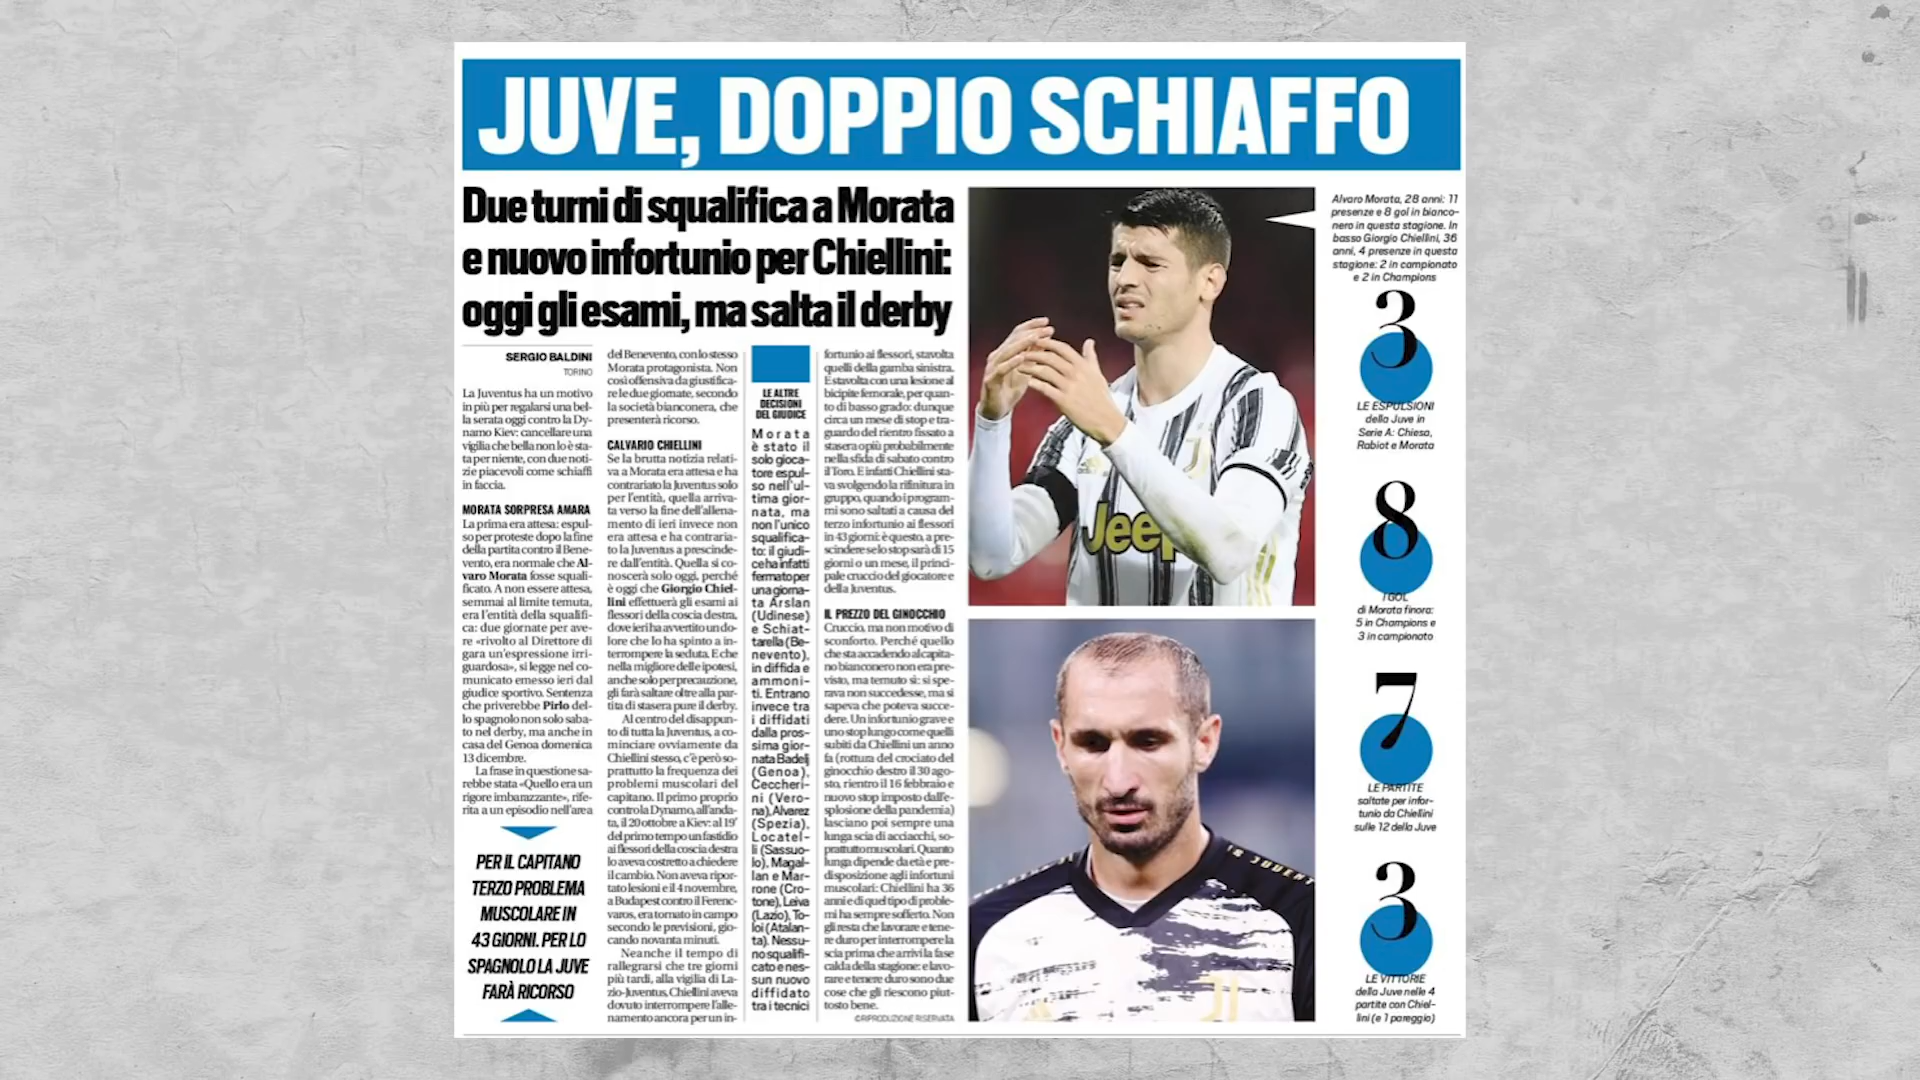 JUVE, DOPPIO SCHIAFFO
Due turni di squalifica a Morata
e nuovo infortunio per Chiellini:
oggi gli esami, ma salta il derby
SERGIO BALDINI
TORINO
La Juventus ha un motivo
in più per regalarsi una bel-
la serata oggi contro la Dy-
namo Kiev: cancellare una
vigilia che bella non lo è sta-
ta per niente, con due noti-
zie piacevoli come schiaffi
in faccia.
MORATA SORPRESA AMARA
La prima era attesa: espul-
so per proteste dopo la fine
della partita contro il Bene-
vento, era normale che Al-
varo Morata fosse squali-
ficato. A non essere attesa,
semmai al limite temuta,
era l'entità della squalifi-
ca: due giornate per ave-
re «rivolto al Direttore di
gara un'espressione irri-
guardosa», si legge nel co-
municato emesso ieri dal
giudice sportivo. Sentenza
che priverebbe Pirlo del-
lo spagnolo non solo saba-
to nel derby, ma anche in
casa del Genoa domenica
13 dicembre.
La frase in questione sa-
rebbe stata «Quello era un
rigore imbarazzante», rife-
rita a un episodio nell'area
PER IL CAPITANO
TERZO PROBLEMA
MUSCOLARE IN
43 GIORNI. PER LO
SPAGNOLO LA JUVE
FARÀ RICORSO
del Benevento, con lo stesso
Morata protagonista. Non
così offensiva da giustifica-
re le due giornate, secondo
la società bianconera, che
presenterà ricorso.
CALVARIO CHIELLINI
Se la brutta notizia relati-
va a Morata era attesa e ha
contrariato la Juventus solo
per l'entità, quella arriva-
ta verso la fine dell'allena-
mento di ieri invece non
era attesa e ha contraria-
to la Juventus a prescinde-
re dall'entità. Quella si co-
noscerà solo oggi, perché
è oggi che Giorgio Chiel-
lini effettuerà gli esami ai
flessori della coscia destra,
dove ieri ha avvertito un do-
lore che lo ha spinto a in-
terrompere la seduta. E che
nella migliore delle ipotesi,
anche solo per precauzione,
gli farà saltare oltre alla par-
tita di stasera pure il derby.
Al centro del disappun-
to di tutta la Juventus, a co-
minciare ovviamente da
Chiellini stesso, c'è però so-
prattutto la frequenza dei
problemi muscolari del
capitano. Il primo proprio
contro la Dynamo, all'anda-
ta, il 20 ottobre a Kiev: al 19'
del primo tempo un fastidio
ai flessori della coscia destra
lo aveva costretto a chiedere
il cambio. Non aveva ripor-
tato lesioni e il 4 novembre,
a Budapest contro il Ferenc-
varos, era tornato in campo
secondo le previsioni, gio-
cando novanta minuti.
Neanche il tempo di
rallegrarsi che tre giorni
più tardi, alla vigilia di La-
zio-Juventus, Chiellini aveva
dovuto interrompere l'alle-
namento ancora per un in-
LE ALTRE
DECISIONI
DEL GIUDICE
Morata
è stato il
solo gioca-
tore espul-
so nell'ul-
tima gior-
nata, ma
non l'unico
squalifica-
to: il giudi-
ce ha infatti
fermato per
una giorna-
ta Arslan
(Udinese)
e Schiat-
tarella (Be-
nevento),
in diffida e
ammoni-
ti. Entrano
invece tra
i diffidati
dalla pros-
sima gior-
nata Badelj
(Genoa),
Ceccheri-
ni (Vero-
na), Alvarez
(Spezia),
Locatel-
li (Sassuo-
lo), Magal-
lan e Mar-
rone (Cro-
tone), Leiva
(Lazio), To-
loi (Atalan-
ta). Nessu-
no squalifi-
cato e nes-
sun nuovo
diffidato
tra i tecnici
fortunio ai flessori, stavolta
quelli della gamba sinistra.
E stavolta con una lesione al
bicipite femorale, per quan-
to di basso grado: dunque
circa un mese di stop e tra-
guardo del rientro fissato a
stasera o più probabilmente
nella sfida di sabato contro
il Toro. E infatti Chiellini sta-
va svolgendo la rifinitura in
gruppo, quando i program-
mi sono saltati a causa del
terzo infortunio ai flessori
in 43 giorni: è questo, a pre-
scindere se lo stop sarà di 15
giorni o un mese, il princi-
pale cruccio del giocatore e
della Juventus.
IL PREZZO DEL GINOCCHIO
Cruccio, ma non motivo di
sconforto. Perché quello
che sta accadendo al capita-
no bianconero non era pre-
visto, ma temuto sì: si spe-
rava non succedesse, ma si
sapeva che poteva succe-
dere. Un infortunio grave e
uno stop lungo come quelli
subiti da Chiellini un anno
fa (rottura del crociato del
ginocchio destro il 30 ago-
sto, rientro il 16 febbraio e
nuovo stop imposto dall'e-
splosione della pandemia)
lasciano poi sempre una
lunga scia di acciacchi, so-
prattutto muscolari. Quanto
lunga dipende da età e pre-
disposizione agli infortuni
muscolari: Chiellini ha 36
anni e di quel tipo di proble-
mi ha sempre sofferto. Non
gli resta che lavorare e tene-
re duro per interrompere la
scia prima che arrivi la fase
calda della stagione: e lavo-
rare e tenere duro sono due
cose che gli riescono piut-
tosto bene.
©RIPRODUZIONE RISERVATA
Jeep
Alvaro Morata, 28 anni: 11
presenze e 8 gol in bianco-
nero in questa stagione. In
basso Giorgio Chiellini, 36
anni, 4 presenze in questa
stagione: 2 in campionato
e 2 in Champions
3
LE ESPULSIONI
della Juve in
Serie A: Chiesa,
Rabiot e Morata
8
I GOL
di Morata finora:
5 in Champions e
3 in campionato
7
LE PARTITE
saltate per infor-
tunio da Chiellini
sulle 12 della Juve
3
LE VITTORIE
della Juve nelle 4
partite con Chiel-
lini (e 1 pareggio)